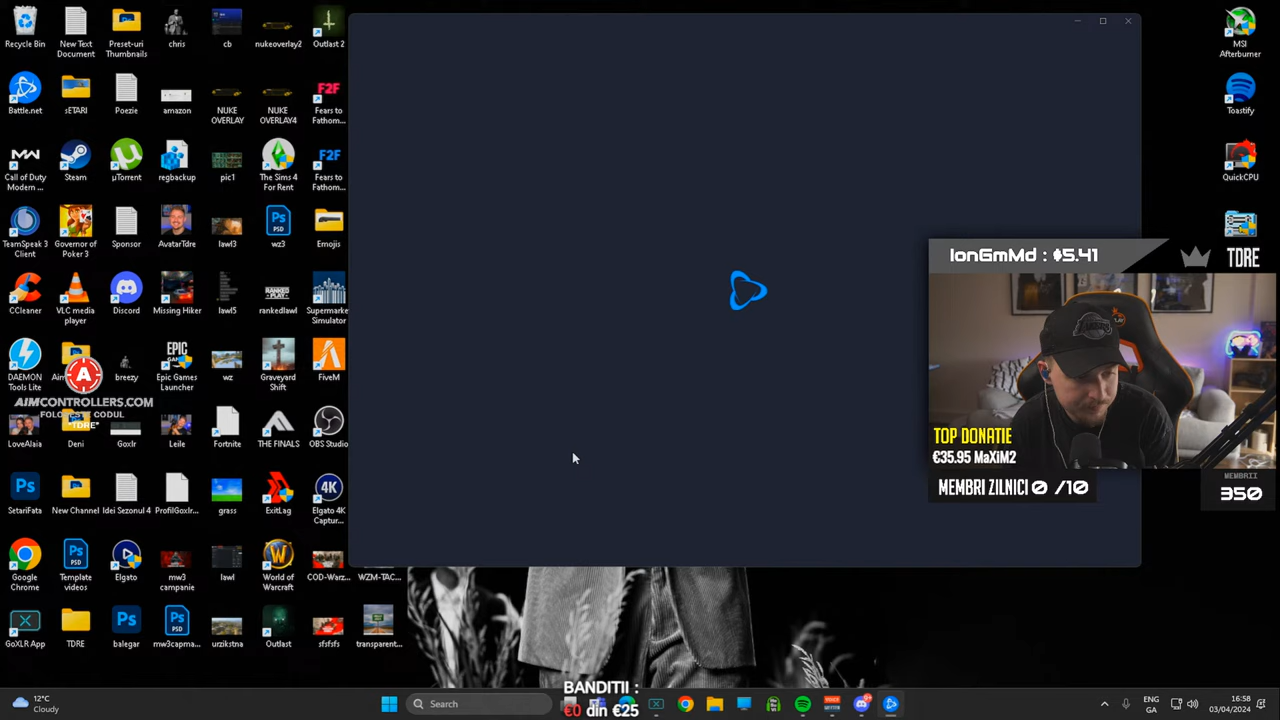 Recycle Bin
New Text Document
Preset-uri Thumbnails
chris
cb
nukeoverlay2
Outlast 2
Battle.net
sETARI
Poezie
amazon
NUKE OVERLAY
NUKE OVERLAY4
Fears to Fathom...
Call of Duty Modern ...
Steam
µTorrent
regbackup
pic1
The Sims 4 For Rent
Fears to Fathom...
TeamSpeak 3 Client
Governor of Poker 3
Sponsor
AvatarTdre
lawl3
wz3
Emojis
CCleaner
VLC media player
Discord
Missing Hiker
lawl5
rankedlawl
Supermarke Simulator
DAEMON Tools Lite
breezy
Epic Games Launcher
wz
Graveyard Shift
FiveM
A
AIMCONTROLLERS.COM
FOLOSESTE CODUL
"TDRE"
LoveAlaia
Deni
Goxlr
Leile
Fortnite
THE FINALS
OBS Studio
SetariFata
New Channel
Idei Sezonul 4
ProfilGoxlr...
grass
ExitLag
Elgato 4K Captur...
Google Chrome
Template videos
Elgato
mw3 campanie
lawl
World of Warcraft
COD-Warz...
WZM-TAC...
GoXLR App
TDRE
balegar
mw3capma...
urzikstna
Outlast
sfsfsfs
transparent...
MSI Afterburner
Toastify
QuickCPU
IonGmMd : €5.41
TDRE
TOP DONATIE
€35.95 MaXiM2
MEMBRI ZILNICI 0 /10
MEMBRII
350
BANDITII :
€0 din €25
12°C
Cloudy
Search
ENG
GA
16:58
03/04/2024